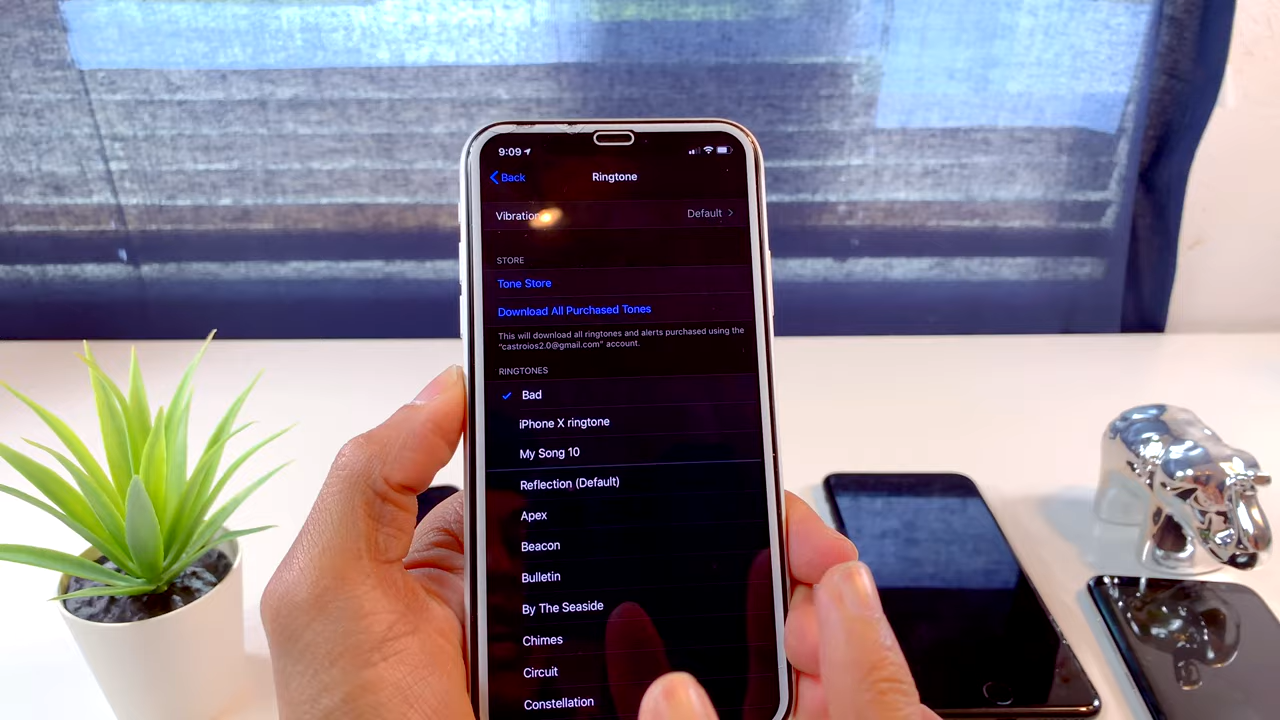 9:09
Back
Ringtone
Vibration
Default
STORE
Tone Store
Download All Purchased Tones
This will download all ringtones and alerts purchased using the
"castroios2.0@gmail.com" account.
RINGTONES
Bad
iPhone X ringtone
My Song 10
Reflection (Default)
Apex
Beacon
Bulletin
By The Seaside
Chimes
Circuit
Constellation